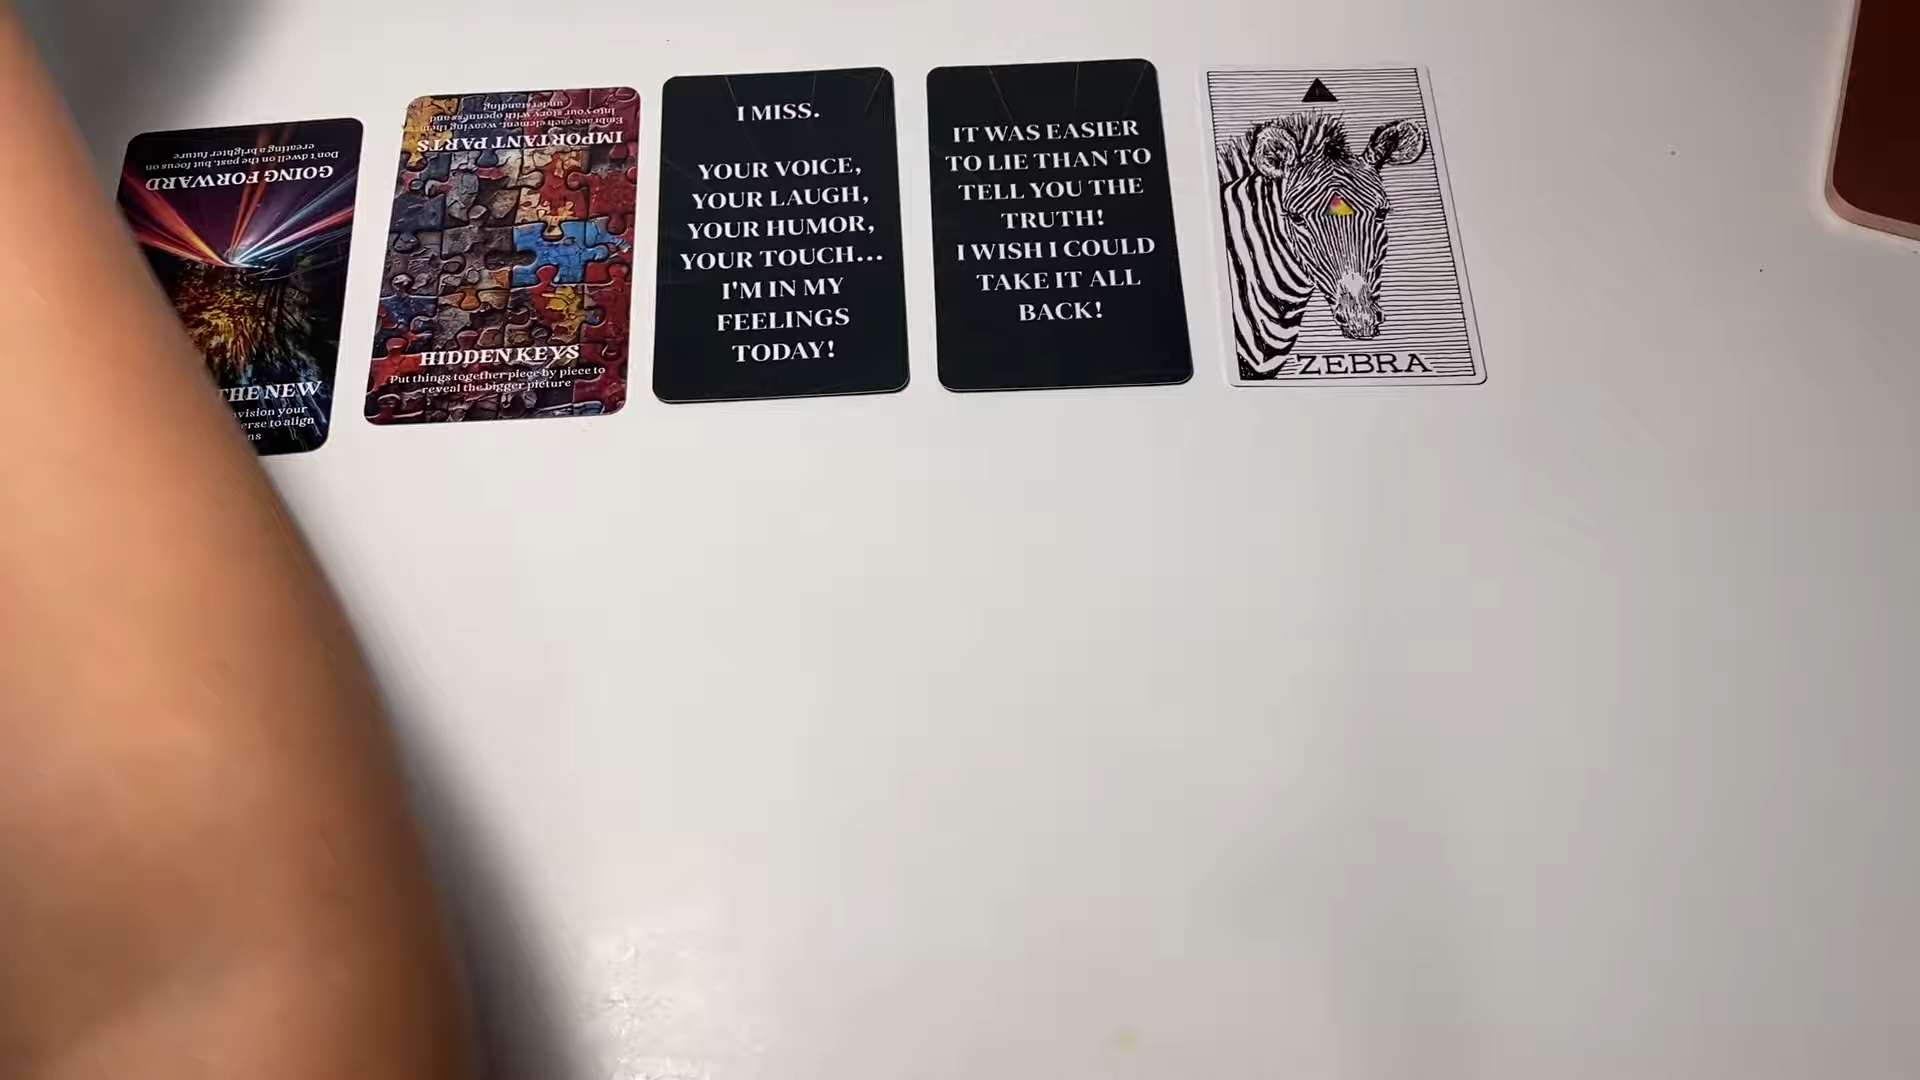 Don't dwell on the past, but focus on
creating a brighter future
GOING FORWARD
THE NEW
your
to align
Embrace each element, weaving them
into your story with openness and
understanding
IMPORTANT PARTS
HIDDEN KEYS
Put things together piece by piece to
reveal the bigger picture
I MISS.
YOUR VOICE,
YOUR LAUGH,
YOUR HUMOR,
YOUR TOUCH...
I'M IN MY
FEELINGS
TODAY!
IT WAS EASIER
TO LIE THAN TO
TELL YOU THE
TRUTH!
I WISH I COULD
TAKE IT ALL
BACK!
ZEBRA